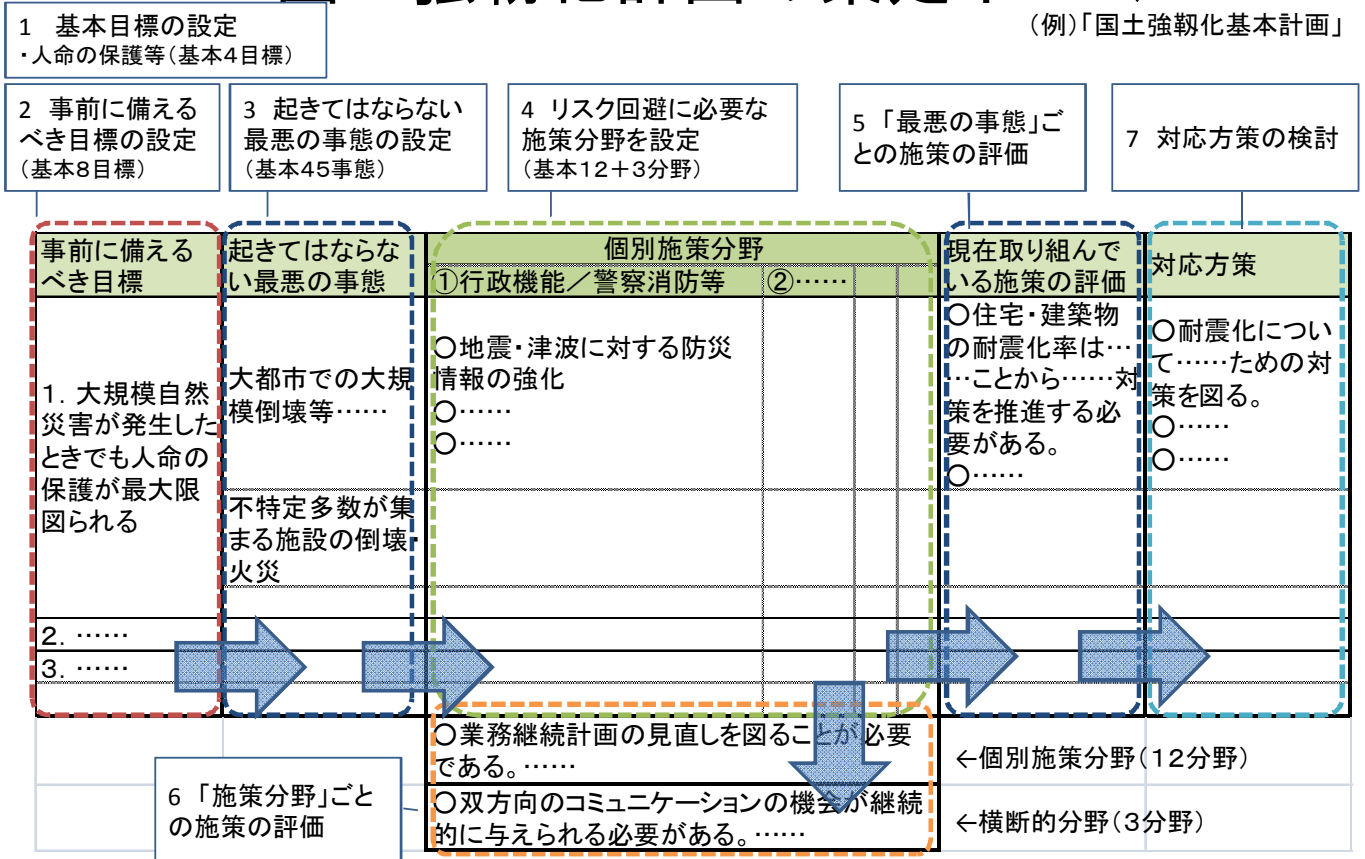 (例)「国土強靱化基本計画」
1 基本目標の設定
・人命の保護等(基本4目標)
2 事前に備える
べき目標の設定
(基本8目標)
3 起きてはならない
最悪の事態の設定
(基本45事態)
4 リスク回避に必要な
施策分野を設定
(基本12+3分野)
5 「最悪の事態」ご
との施策の評価
7 対応方策の検討
事前に備える
べき目標
起きてはならな
い最悪の事態
個別施策分野
①行政機能/警察消防等
②……
現在取り組んで
いる施策の評価
対応方策
1.大規模自然
災害が発生した
ときでも人命の
保護が最大限
図られる
大都市での大規
模倒壊等……
〇地震・津波に対する防災
情報の強化
〇……
〇……
〇住宅・建築物
の耐震化率は…
…ことから……対
策を推進する必
要がある。
〇……
〇耐震化につい
て……ための対
策を図る。
〇……
〇……
不特定多数が集
まる施設の倒壊・
火災
2.……
3.……
〇業務継続計画の見直しを図ることが必要
である。……
←個別施策分野(12分野)
6 「施策分野」ごと
の施策の評価
〇双方向のコミュニケーションの機会が継続
的に与えられる必要がある。……
←横断的分野(3分野)